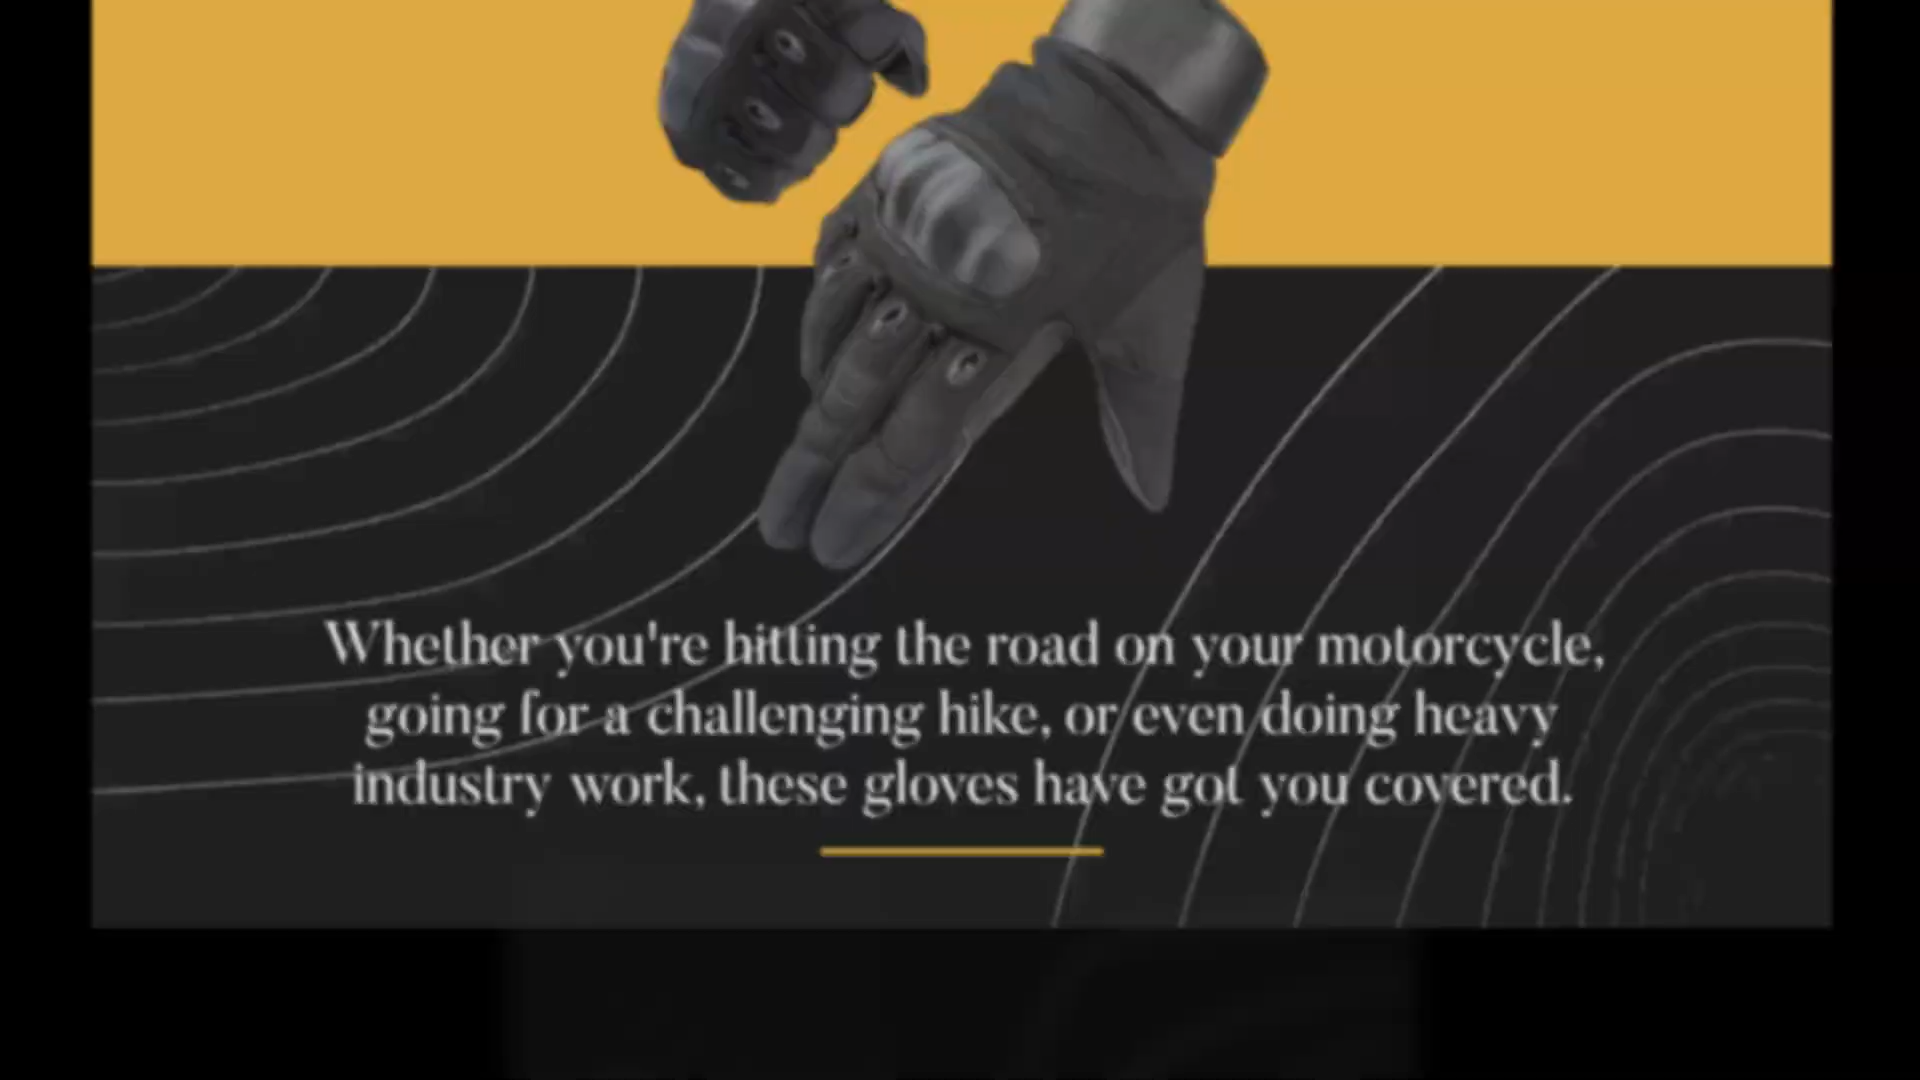 Whether you're hitting the road on your motorcycle,
going for a challenging hike, or even doing heavy
industry work, these gloves have got you covered.